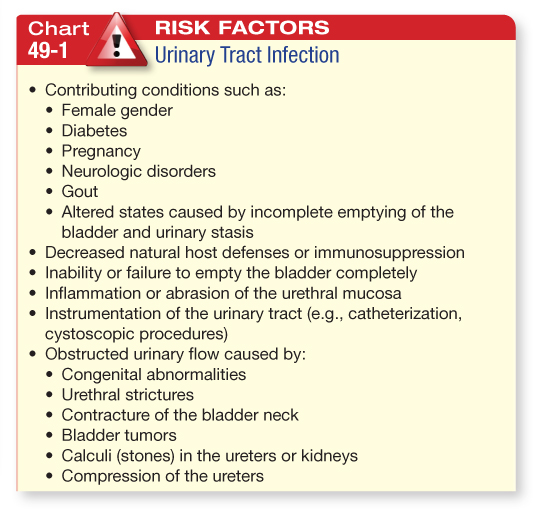 Chart
49-1
!
RISK FACTORS
Urinary Tract Infection
• Contributing conditions such as:
• Female gender
• Diabetes
• Pregnancy
• Neurologic disorders
• Gout
• Altered states caused by incomplete emptying of the
bladder and urinary stasis
• Decreased natural host defenses or immunosuppression
• Inability or failure to empty the bladder completely
• Inflammation or abrasion of the urethral mucosa
• Instrumentation of the urinary tract (e.g., catheterization,
cystoscopic procedures)
• Obstructed urinary flow caused by:
• Congenital abnormalities
• Urethral strictures
• Contracture of the bladder neck
• Bladder tumors
• Calculi (stones) in the ureters or kidneys
• Compression of the ureters